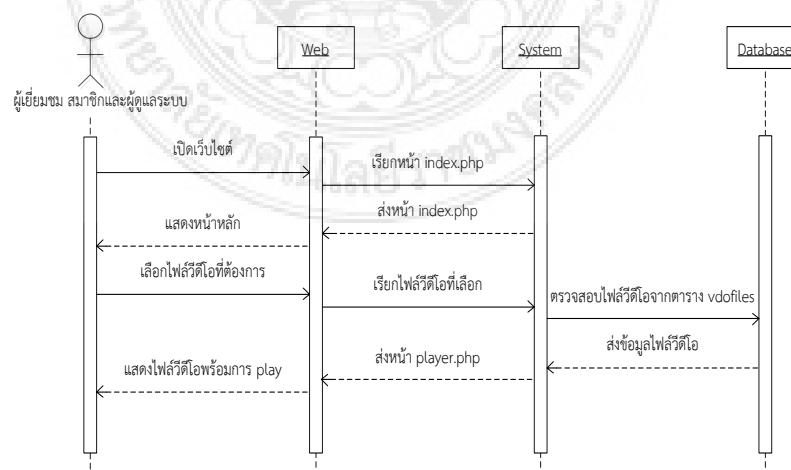 Web
System
Database
ผู้เยี่ยมชม สมาชิกและผู้ดูแลระบบ
เปิดเว็บไซต์
เรียกหน้า index.php
ส่งหน้า index.php
แสดงหน้าหลัก
เลือกไฟล์วีดีโอที่ต้องการ
เรียกไฟล์วีดีโอที่เลือก
ตรวจสอบไฟล์วีดีโอจากตาราง vdofiles
ส่งข้อมูลไฟล์วีดีโอ
ส่งหน้า player.php
แสดงไฟล์วีดีโอพร้อมการ play